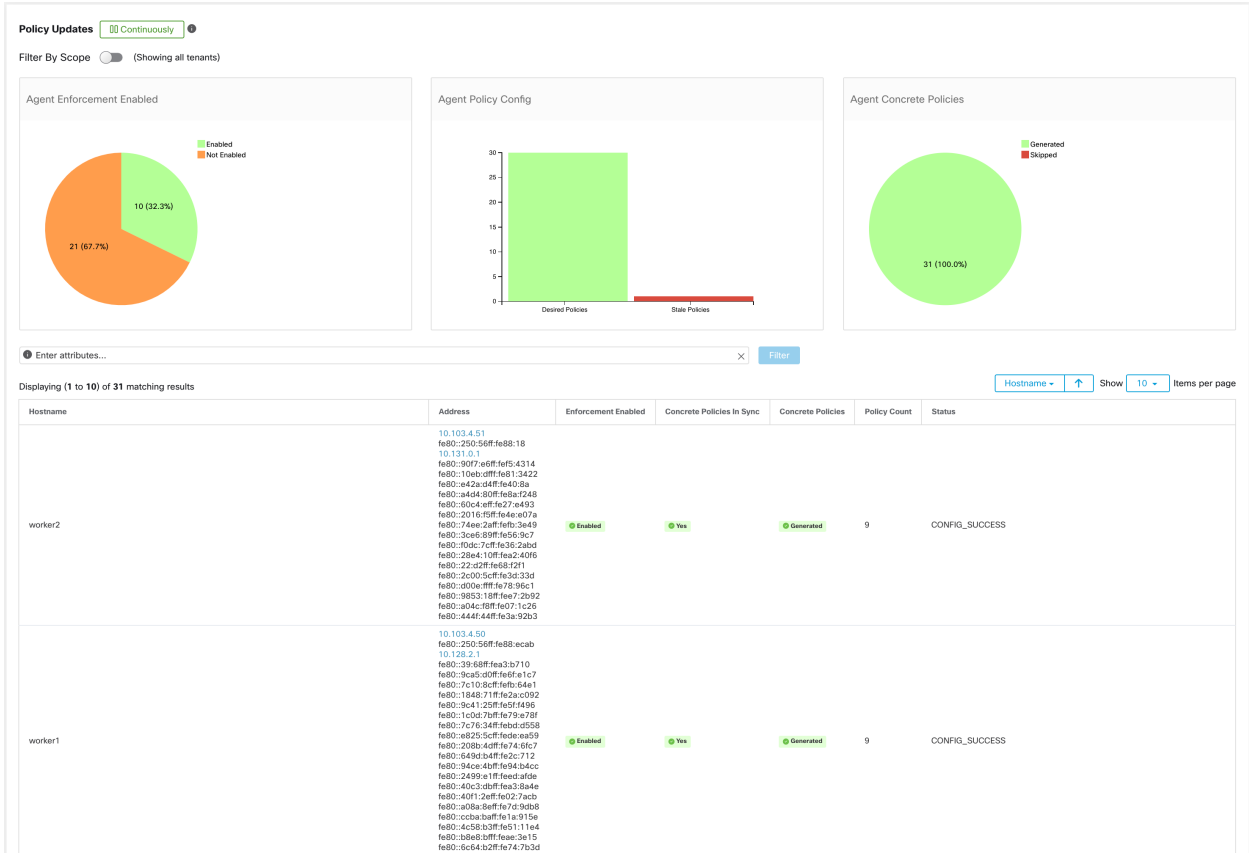 Policy Updates Continuously
Filter By Scope (Showing all tenants)
Agent Enforcement Enabled
Enabled
Not Enabled
10 (32.3%)
21 (67.7%)
Agent Policy Config
30
25
20
15
10
5
0
Desired Policies Stale Policies
Agent Concrete Policies
Generated
Skipped
31 (100.0%)
Enter attributes... Filter
Displaying (1 to 10) of 31 matching results Hostname Show 10 Items per page
Hostname Address Enforcement Enabled Concrete Policies In Sync Concrete Policies Policy Count Status
10.103.4.51
fe80::250:56ff:fe88:18
10.131.0.1
fe80::90f7:e6ff:fef5:4314
fe80::10eb:dfff:fe81:3422
fe80::e42a:d4ff:fe40:8a
fe80::a4d4:80ff:fe8a:f248
fe80::60c4:eff:fe27:e493
fe80::2016:f5ff:fe4e:e07a
worker2 fe80::74ee:2aff:fefb:3e49 Enabled Yes Generated 9 CONFIG_SUCCESS
fe80::3ce6:89ff:fe56:9c7
fe80::f0dc:7cff:fe36:2abd
fe80::28e4:10ff:fea2:40f6
fe80::22:d2ff:fe68:f2f1
fe80::2c00:5cff:fe3d:33d
fe80::d00e:ffff:fe78:96c1
fe80::9853:18ff:fee7:2b92
fe80::a04c:f8ff:fe07:1c26
fe80::444f:44ff:fe3a:92b3
10.103.4.50
fe80::250:56ff:fe88:ecab
10.128.2.1
fe80::39:68ff:fea3:b710
fe80::9ca5:d0ff:fe6f:e1c7
fe80::7c10:8cff:fefb:64e1
fe80::1848:71ff:fe2a:c092
fe80::9c41:25ff:fe5f:f496
fe80::1c0d:7bff:fe79:e78f
fe80::7c76:34ff:febd:d558
fe80::e825:5cff:fede:ea59
worker1 fe80::208b:4dff:fe74:6fc7 Enabled Yes Generated 9 CONFIG_SUCCESS
fe80::649d:b4ff:fe2c:712
fe80::94ce:4bff:fe94:b4cc
fe80::2499:e1ff:feed:afde
fe80::40c3:dbff:fea3:8a4e
fe80::40f1:2eff:fe02:7acb
fe80::a08a:8eff:fe7d:9db8
fe80::ccba:baff:fe1a:915e
fe80::4c58:b3ff:fe51:11e4
fe80::b8e8:bfff:feae:3e15
fe80::6c64:b2ff:fe74:7b3d